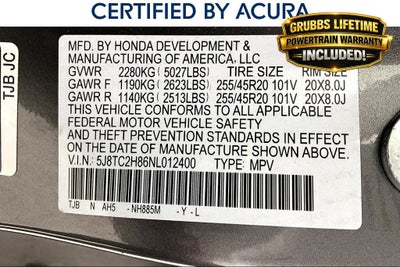 CERTIFIED BY ACURA
GRUBBS LIFETIME
POWERTRAIN WARRANTY
INCLUDED!
TJB JC
MFD. BY HONDA DEVELOPMENT &
MANUFACTURING OF AMERICA, LLC
GVWR 2280KG (5027LBS) TIRE SIZE RIM SIZE
GAWR F 1190KG (2623LBS) 255/45R20 101V 20X8.0J
GAWR R 1140KG (2513LBS) 255/45R20 101V 20X8.0J
THIS VEHICLE CONFORMS TO ALL APPLICABLE
FEDERAL MOTOR VEHICLE SAFETY
AND THEFT PREVENTION STANDARDS IN EFFECT
ON THE DATE OF MANUFACTURE SHOWN ABOVE.
V.I.N.: 5J8TC2H86NL012400 TYPE: MPV
TJB N AH5 -NH885M -Y-L